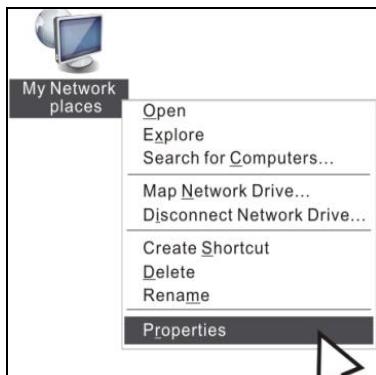 My Network
places
Open
Explore
Search for Computers...
Map Network Drive...
Disconnect Network Drive...
Create Shortcut
Delete
Rename
Properties